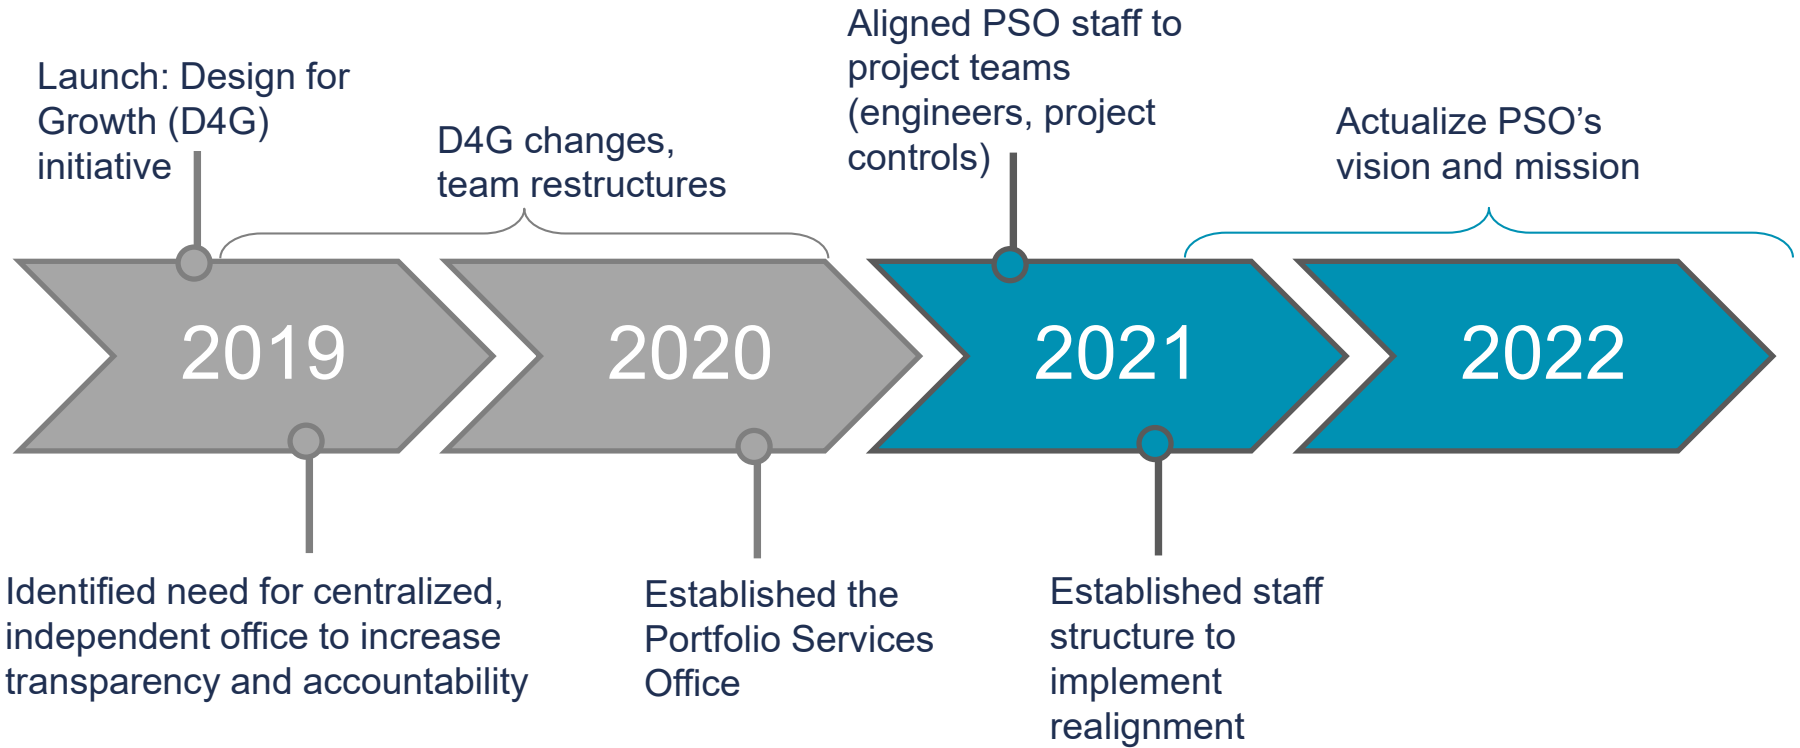 Launch: Design for
Growth (D4G)
initiative
D4G changes,
team restructures
Aligned PSO staff to
project teams
(engineers, project
controls)
Actualize PSO’s
vision and mission
2019
2020
2021
2022
Identified need for centralized,
independent office to increase
transparency and accountability
Established the
Portfolio Services
Office
Established staff
structure to
implement
realignment